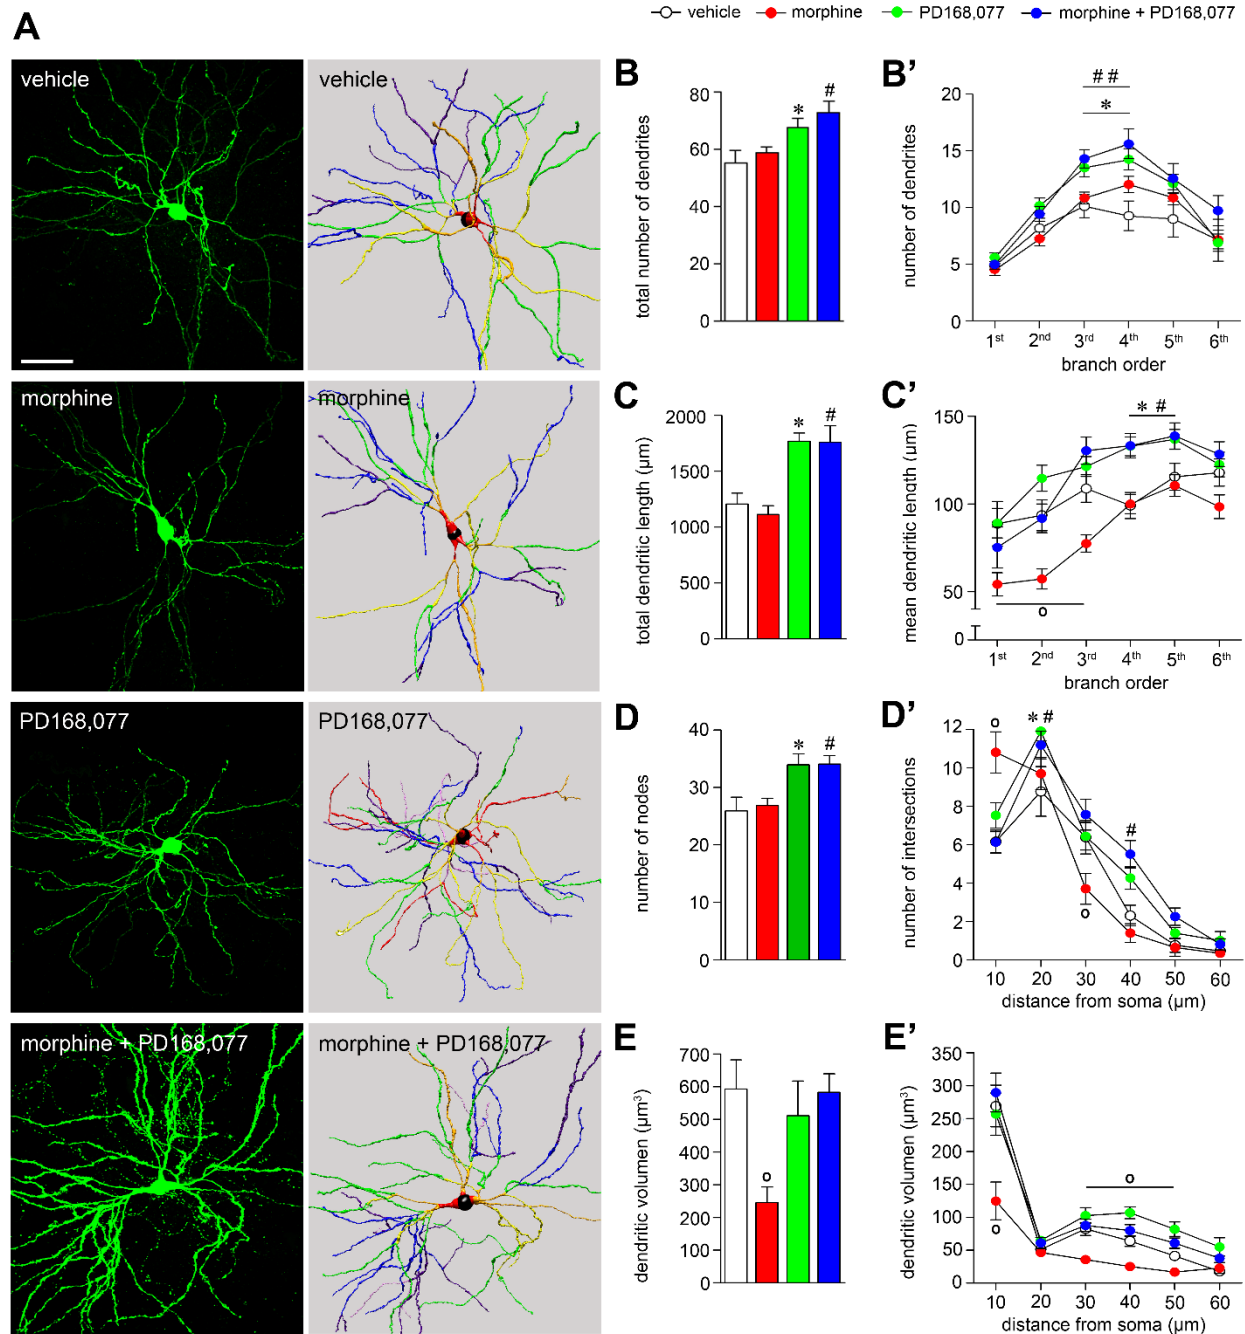 vehicle morphine PD168,077 morphine + PD168,077
A
vehicle
vehicle
morphine
morphine
PD168,077
PD168,077
morphine + PD168,077
morphine + PD168,077
B
total number of dendrites
80
60
40
20
0
*
#
B'
number of dendrites
20
15
10
5
0
# #
*
1st 2nd 3rd 4th 5th 6th
branch order
C
total dendritic length (µm)
2000
1500
1000
500
0
*
#
C'
mean dendritic length (µm)
150
100
50
0
* #
o
1st 2nd 3rd 4th 5th 6th
branch order
D
number of nodes
40
30
20
10
0
*
#
D'
number of intersections
12
10
8
6
4
2
0
o
* #
#
o
10 20 30 40 50 60
distance from soma (µm)
E
dendritic volumen (µm³)
700
600
500
400
300
200
100
0
o
E'
dendritic volumen (µm³)
350
300
250
200
150
100
50
0
o
o
10 20 30 40 50 60
distance from soma (µm)